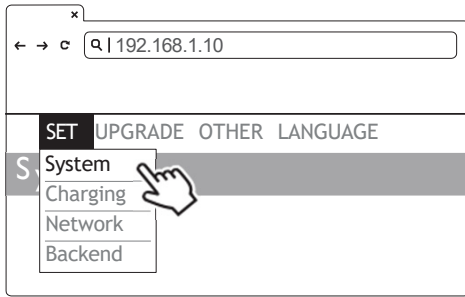 192.168.1.10
SET UPGRADE OTHER LANGUAGE
System
Charging
Network
Backend